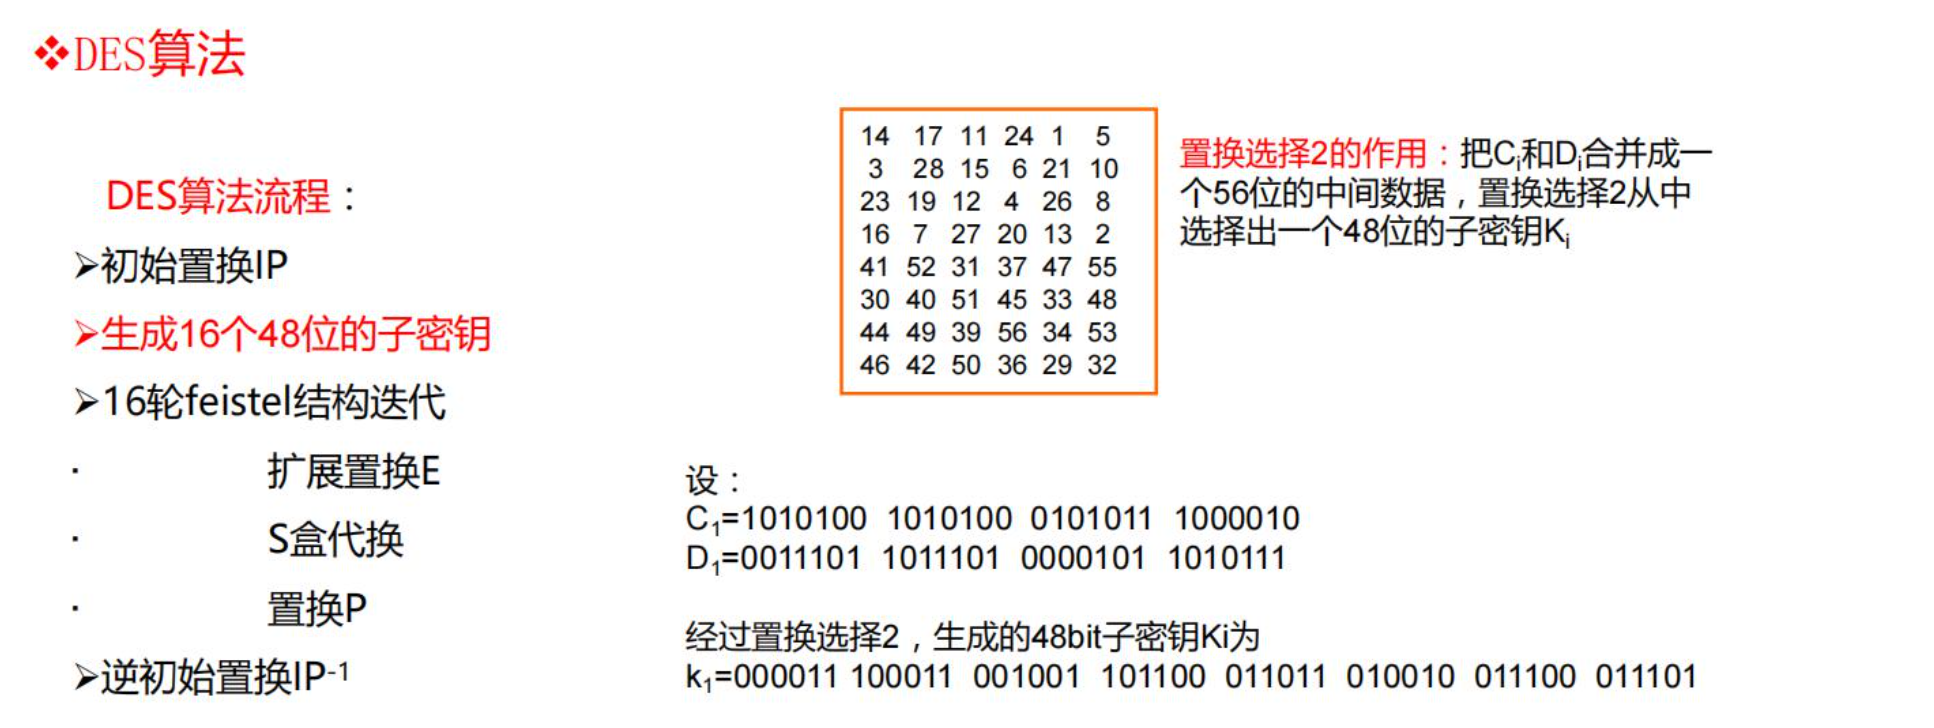 ❖DES算法
DES算法流程：
➢初始置换IP
➢生成16个48位的子密钥
➢16轮feistel结构迭代
· 扩展置换E
· S盒代换
· 置换P
➢逆初始置换IP-1
14 17 11 24 1 5
3 28 15 6 21 10
23 19 12 4 26 8
16 7 27 20 13 2
41 52 31 37 47 55
30 40 51 45 33 48
44 49 39 56 34 53
46 42 50 36 29 32
置换选择2的作用：把Ci和Di合并成一
个56位的中间数据，置换选择2从中
选择出一个48位的子密钥Ki
设：
C1=1010100 1010100 0101011 1000010
D1=0011101 1011101 0000101 1010111
经过置换选择2，生成的48bit子密钥Ki为
k1=000011 100011 001001 101100 011011 010010 011100 011101